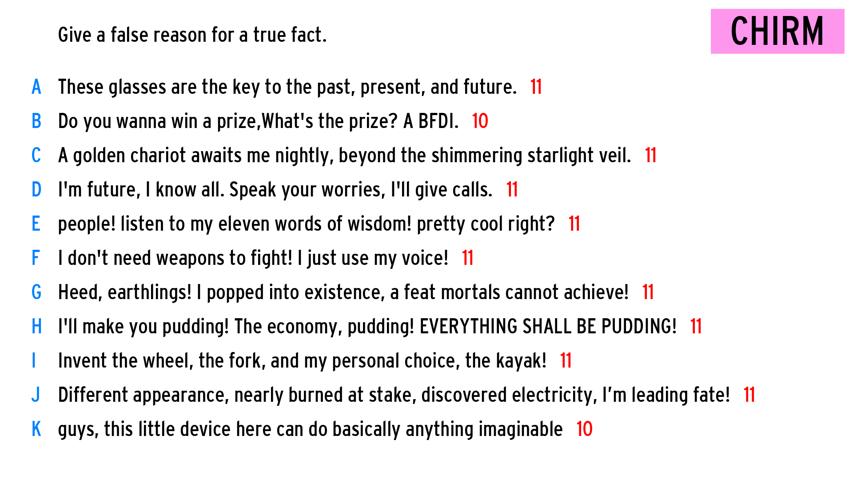 Give a false reason for a true fact.
CHIRM
A These glasses are the key to the past, present, and future. 11
B Do you wanna win a prize,What's the prize? A BFDI. 10
C A golden chariot awaits me nightly, beyond the shimmering starlight veil. 11
D I'm future, I know all. Speak your worries, I'll give calls. 11
E people! listen to my eleven words of wisdom! pretty cool right? 11
F I don't need weapons to fight! I just use my voice! 11
G Heed, earthlings! I popped into existence, a feat mortals cannot achieve! 11
H I'll make you pudding! The economy, pudding! EVERYTHING SHALL BE PUDDING! 11
I Invent the wheel, the fork, and my personal choice, the kayak! 11
J Different appearance, nearly burned at stake, discovered electricity, I’m leading fate! 11
K guys, this little device here can do basically anything imaginable 10